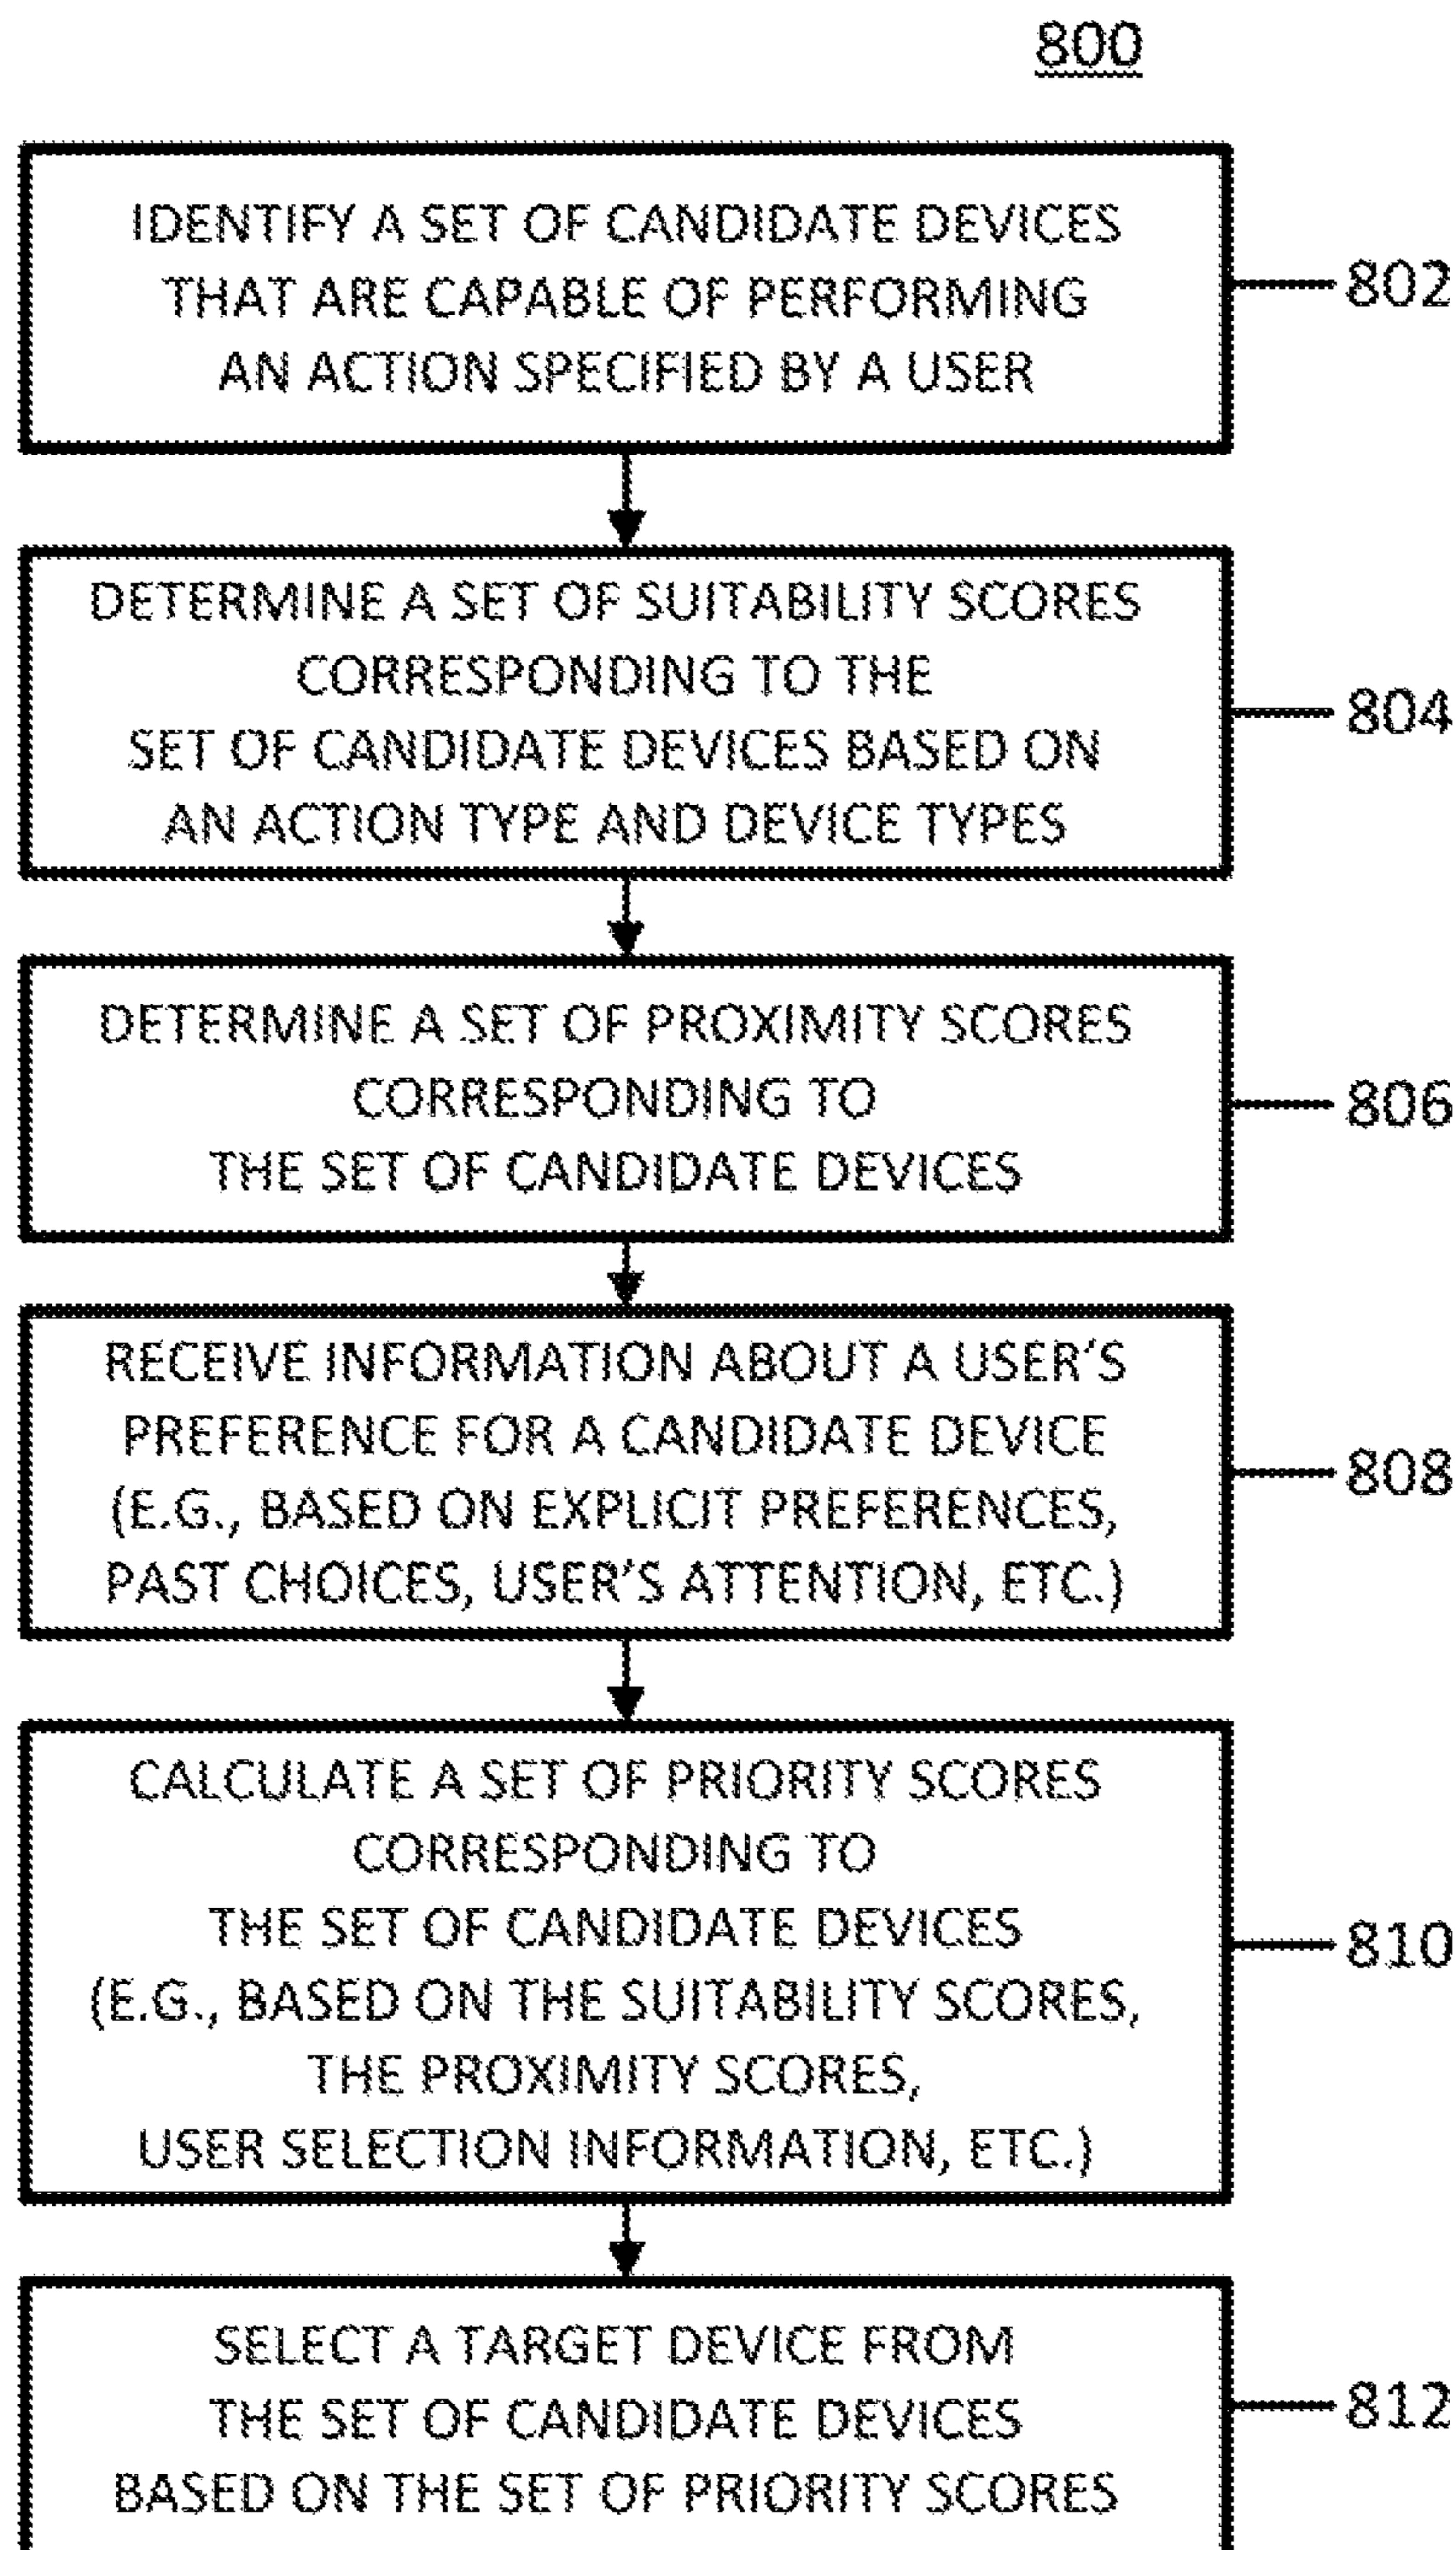 800
IDENTIFY A SET OF CANDIDATE DEVICES
THAT ARE CAPABLE OF PERFORMING
AN ACTION SPECIFIED BY A USER
802
DETERMINE A SET OF SUITABILITY SCORES
CORRESPONDING TO THE
SET OF CANDIDATE DEVICES BASED ON
AN ACTION TYPE AND DEVICE TYPES
804
DETERMINE A SET OF PROXIMITY SCORES
CORRESPONDING TO
THE SET OF CANDIDATE DEVICES
806
RECEIVE INFORMATION ABOUT A USER'S
PREFERENCE FOR A CANDIDATE DEVICE
(E.G., BASED ON EXPLICIT PREFERENCES,
PAST CHOICES, USER'S ATTENTION, ETC.)
808
CALCULATE A SET OF PRIORITY SCORES
CORRESPONDING TO
THE SET OF CANDIDATE DEVICES
(E.G., BASED ON THE SUITABILITY SCORES,
THE PROXIMITY SCORES,
USER SELECTION INFORMATION, ETC.)
810
SELECT A TARGET DEVICE FROM
THE SET OF CANDIDATE DEVICES
BASED ON THE SET OF PRIORITY SCORES
812